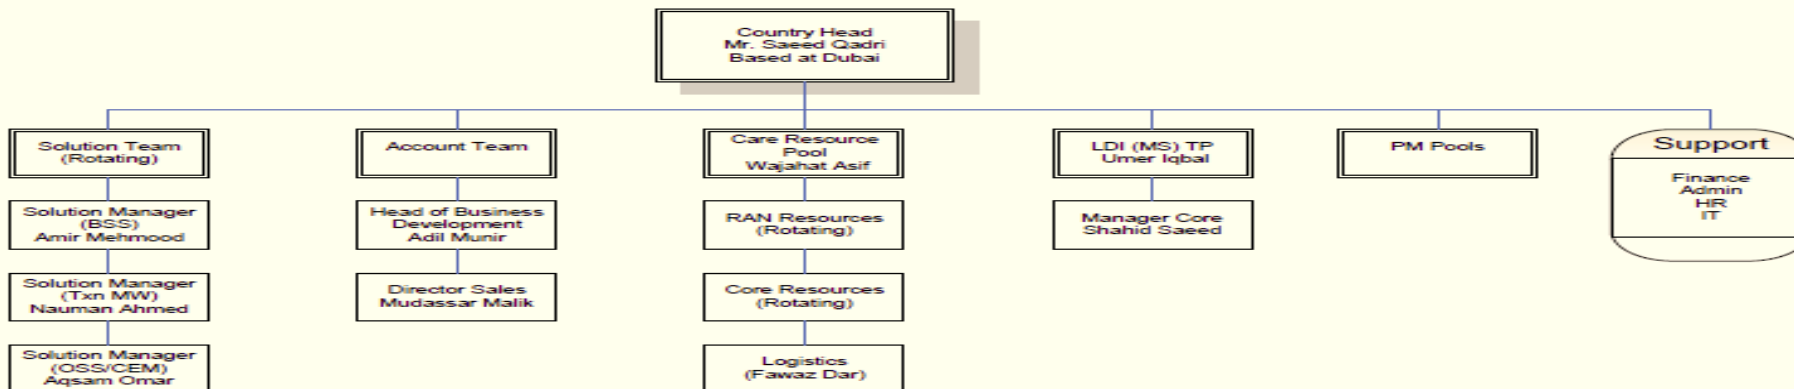 Country Head
Mr. Saeed Qadri
Based at Dubai
Solution Team
(Rotating)
Account Team
Care Resource
Pool
Wajahat Asif
LDI (MS) TP
Umer Iqbal
PM Pools
Support
Finance
Admin
HR
IT
Solution Manager
(BSS)
Amir Mehmood
Head of Business
Development
Adil Munir
RAN Resources
(Rotating)
Manager Core
Shahid Saeed
Solution Manager
(Txn MW)
Nauman Ahmed
Director Sales
Mudassar Malik
Core Resources
(Rotating)
Solution Manager
(OSS/CEM)
Aqsam Omar
Logistics
(Fawaz Dar)